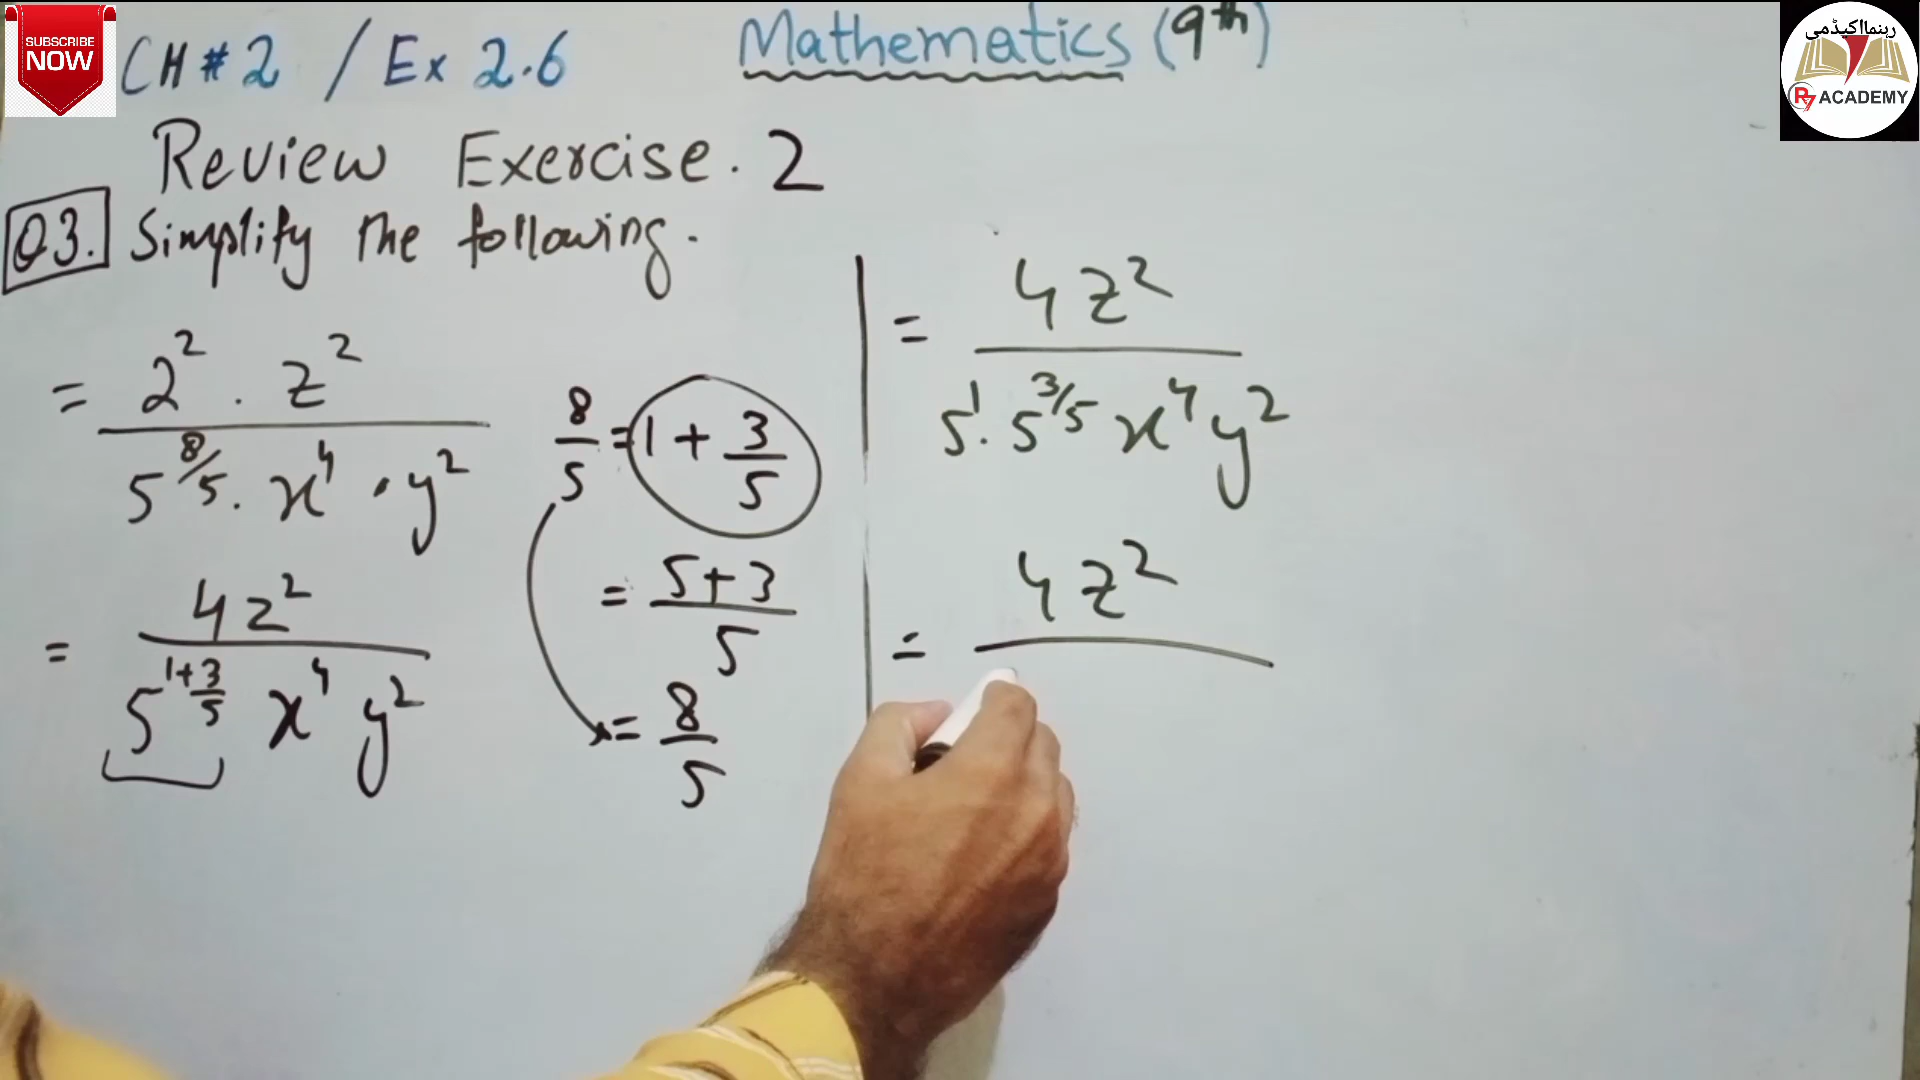 SUBSCRIBE
NOW
CH # 2 / Ex 2.6
Mathematics (9th)
رہنما اکیڈمی
R7 ACADEMY
Review Exercise. 2
Q3. Simplify the following.
= 2² . z² / 5^8/5 . x⁴ . y²
= 4z² / 5^1+3/5 x⁴ y²
8/5 = 1 + 3/5
= 5+3 / 5
= 8/5
= 4z² / 5¹. 5^3/5 x⁴ y²
= 4z²